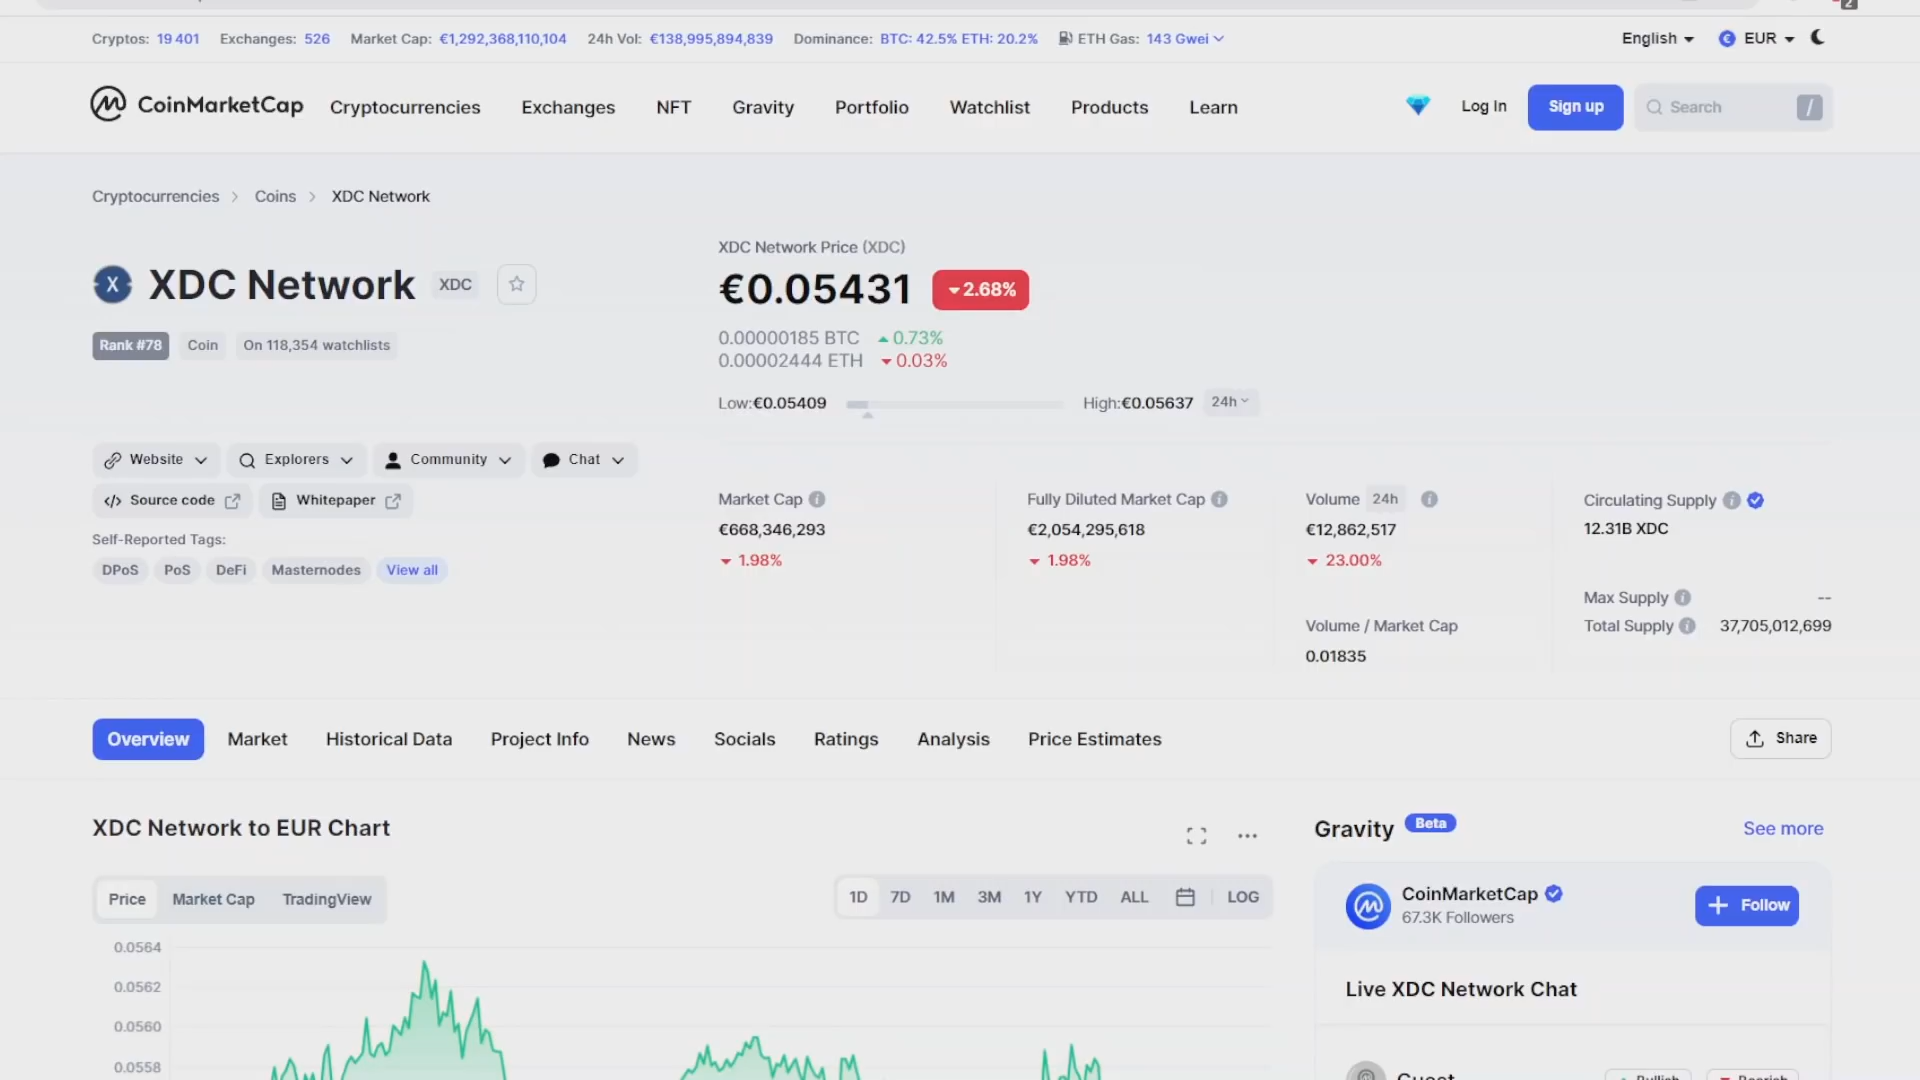 Cryptos: 19 401 Exchanges: 526 Market Cap: €1,292,368,110,104 24h Vol: €138,995,894,839 Dominance: BTC: 42.5% ETH: 20.2% ETH Gas: 143 Gwei English EUR 2
CoinMarketCap Cryptocurrencies Exchanges NFT Gravity Portfolio Watchlist Products Learn Log In Sign up Search /
Cryptocurrencies > Coins > XDC Network
XDC Network Price (XDC)
X XDC Network XDC €0.05431 2.68%
Rank #78 Coin On 118,354 watchlists
0.00000185 BTC 0.73%
0.00002444 ETH 0.03%
Low:€0.05409 High:€0.05637 24h
Website Explorers Community Chat
Source code Whitepaper
Self-Reported Tags:
DPoS PoS DeFi Masternodes View all
Market Cap
€668,346,293
1.98%
Fully Diluted Market Cap
€2,054,295,618
1.98%
Volume 24h
€12,862,517
23.00%
Volume / Market Cap
0.01835
Circulating Supply
12.31B XDC
Max Supply --
Total Supply 37,705,012,699
Overview Market Historical Data Project Info News Socials Ratings Analysis Price Estimates Share
XDC Network to EUR Chart
Price Market Cap TradingView 1D 7D 1M 3M 1Y YTD ALL LOG
0.0564
0.0562
0.0560
0.0558
Gravity Beta See more
CoinMarketCap
67.3K Followers
Follow
Live XDC Network Chat
Guest Bullish Bearish